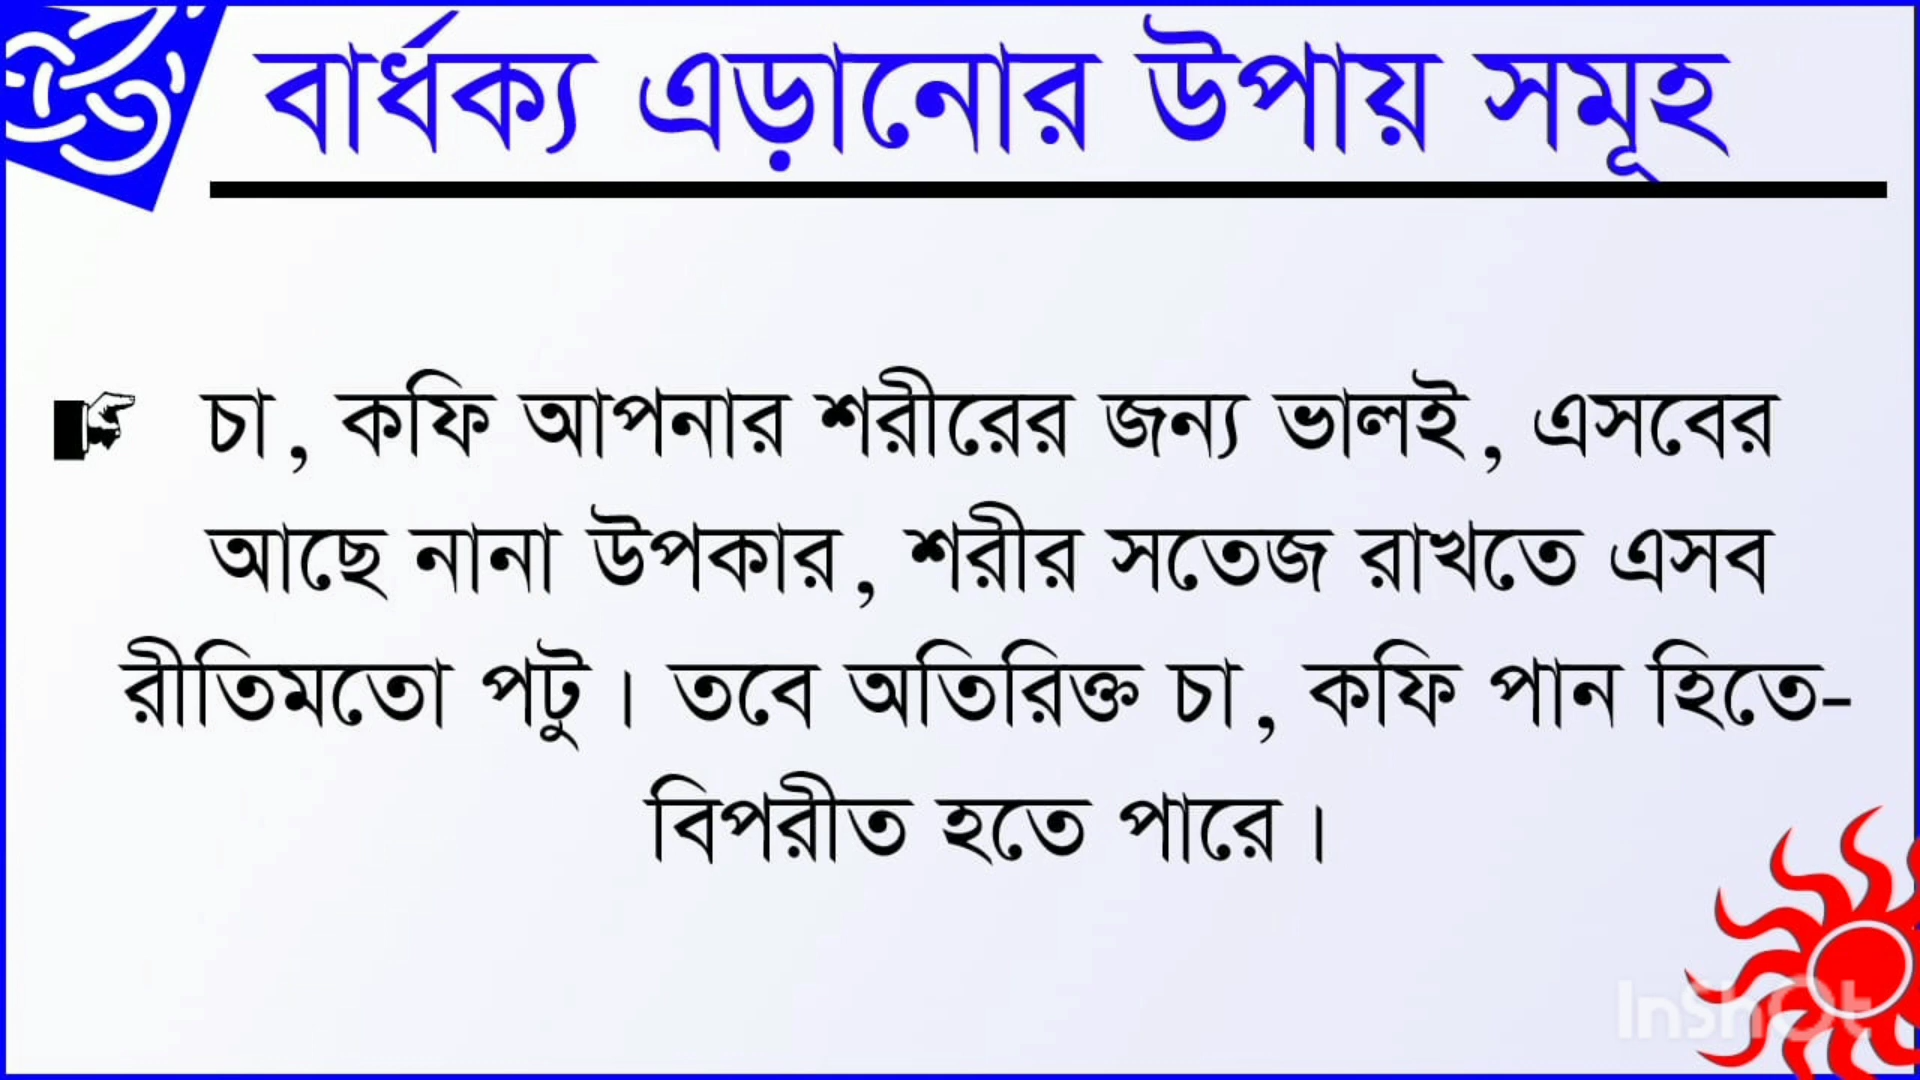 বার্ধক্য এড়ানোর উপায় সমূহ
চা, কফি আপনার শরীরের জন্য ভালই, এসবের
আছে নানা উপকার, শরীর সতেজ রাখতে এসব
রীতিমতো পটু। তবে অতিরিক্ত চা, কফি পান হিতে-
বিপরীত হতে পারে।
InShOt